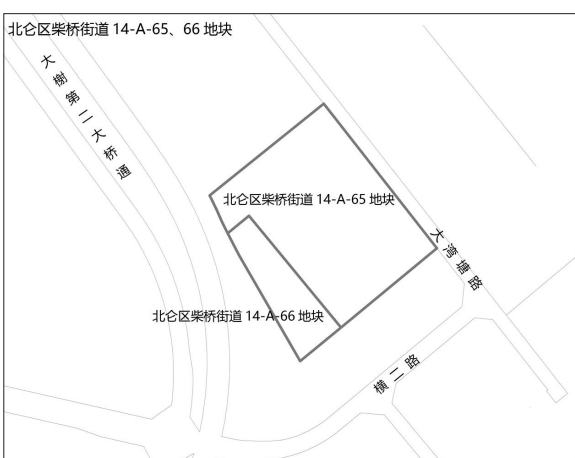 北仑区柴桥街道 14-A-65、66 地块
大榭第二大桥通
北仑区柴桥街道 14-A-65 地块
大湾塘路
北仑区柴桥街道 14-A-66 地块
横二路